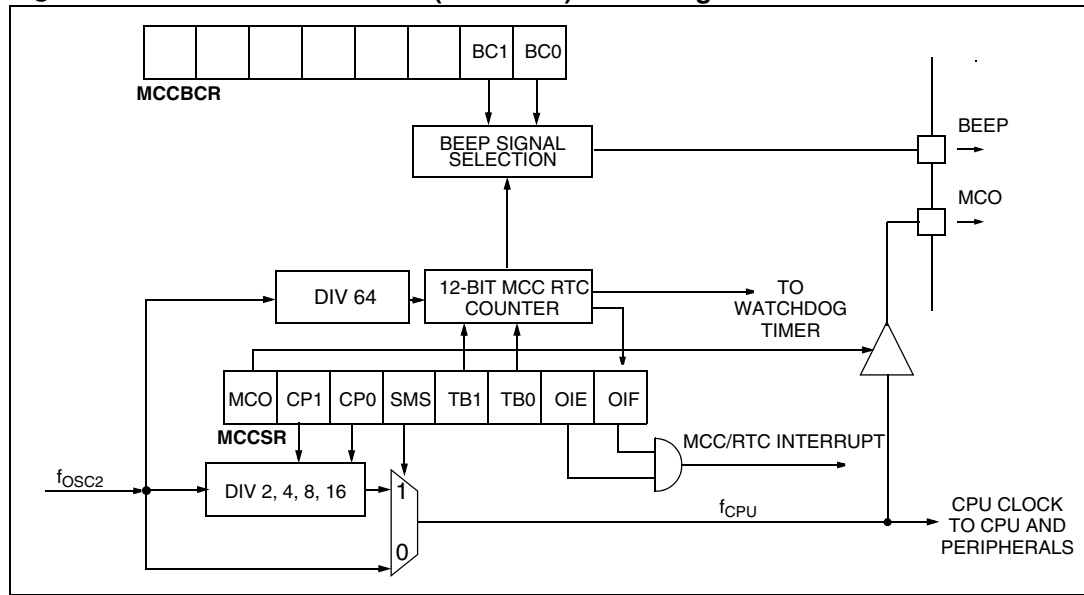 BC1 BC0
MCCBCR
BEEP SIGNAL
SELECTION
BEEP
MCO
DIV 64
12-BIT MCC RTC
COUNTER
TO
WATCHDOG
TIMER
MCO CP1 CP0 SMS TB1 TB0 OIE OIF
MCCSR
MCC/RTC INTERRUPT
fOSC2
DIV 2, 4, 8, 16
1
0
fCPU
CPU CLOCK
TO CPU AND
PERIPHERALS